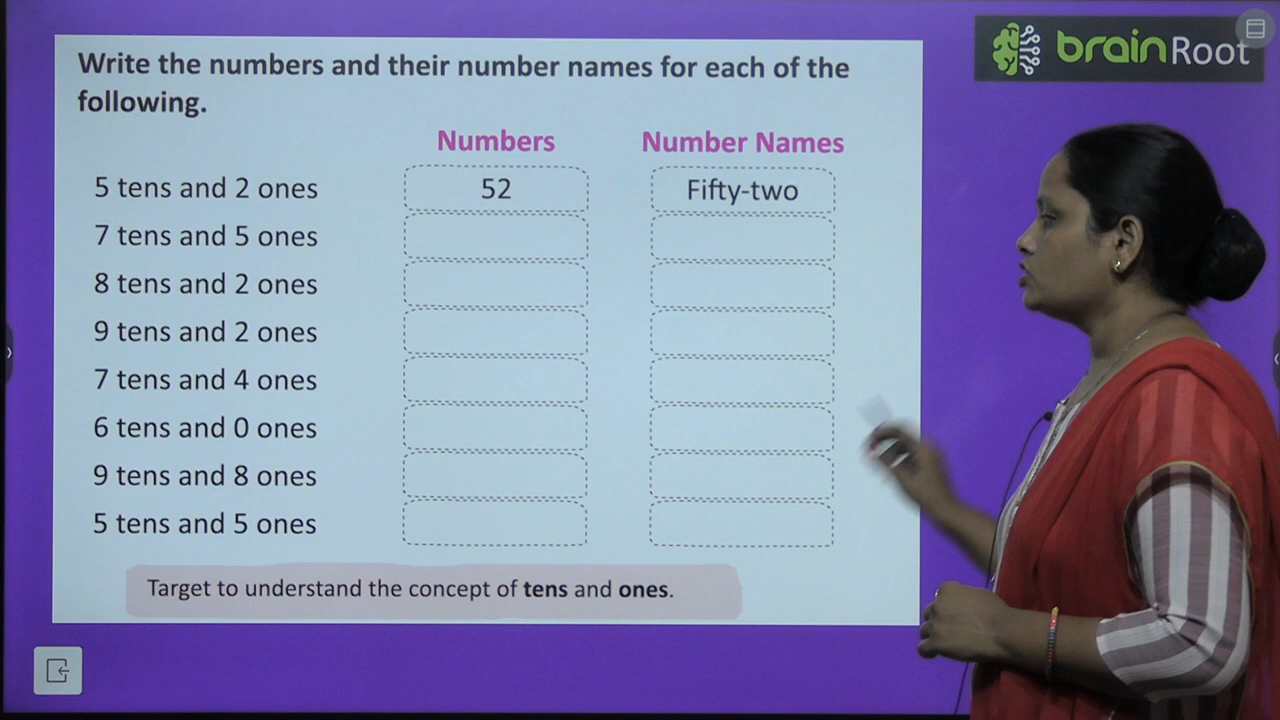 brainRoot
Write the numbers and their number names for each of the
following.
Numbers Number Names
5 tens and 2 ones 52 Fifty-two
7 tens and 5 ones
8 tens and 2 ones
9 tens and 2 ones
7 tens and 4 ones
6 tens and 0 ones
9 tens and 8 ones
5 tens and 5 ones
Target to understand the concept of tens and ones.